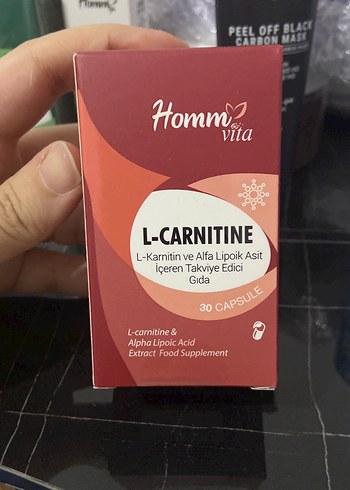 Homm
PEEL OFF BLACK
CARBON MASK
Homm
vita
L-CARNITINE
L-Karnitin ve Alfa Lipoik Asit
İçeren Takviye Edici
Gıda
30 CAPSULE
L-carnitine &
Alpha Lipoic Acid
Extract Food Supplement